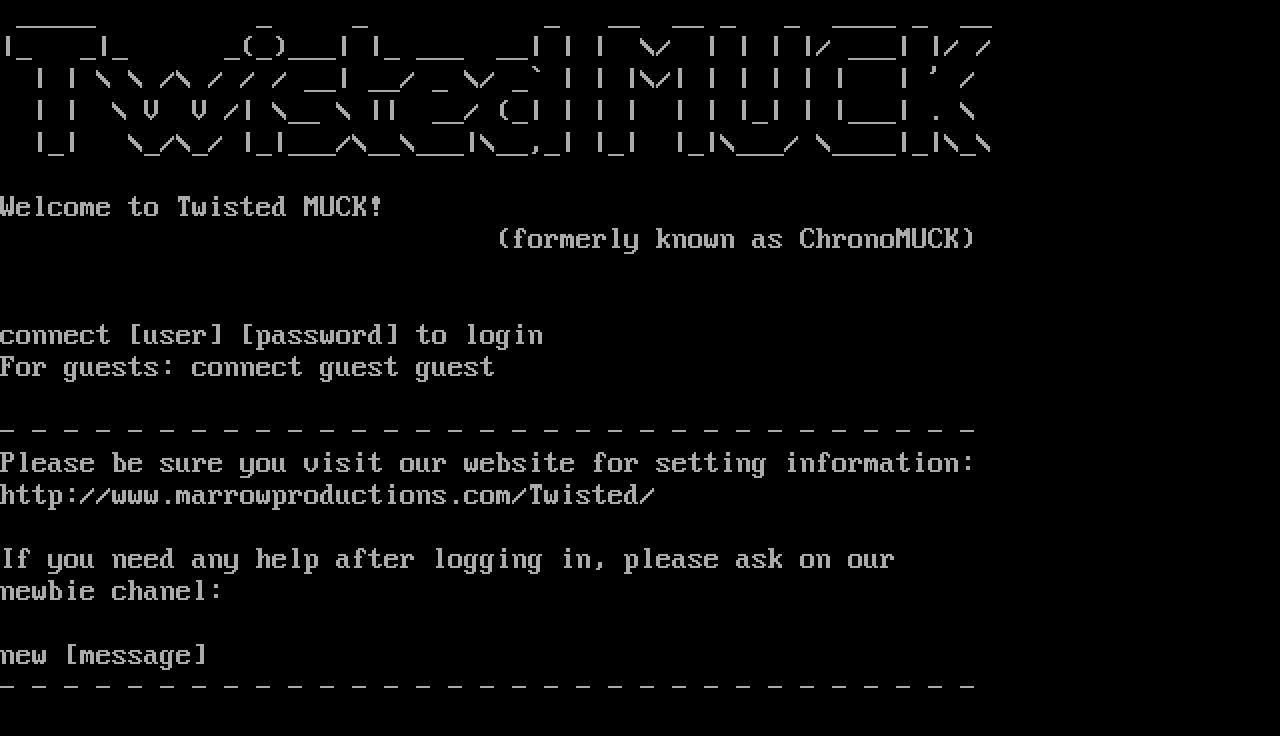 TwistedMUCK
Welcome to Twisted MUCK!
(formerly known as ChronoMUCK)
connect [user] [password] to login
For guests: connect guest guest
_ _ _ _ _ _ _ _ _ _ _ _ _ _ _ _ _ _ _ _ _ _ _ _ _ _ _ _ _ _ _
Please be sure you visit our website for setting information:
http://www.marrowproductions.com/Twisted/
If you need any help after logging in, please ask on our
newbie chanel:
new [message]
_ _ _ _ _ _ _ _ _ _ _ _ _ _ _ _ _ _ _ _ _ _ _ _ _ _ _ _ _ _ _